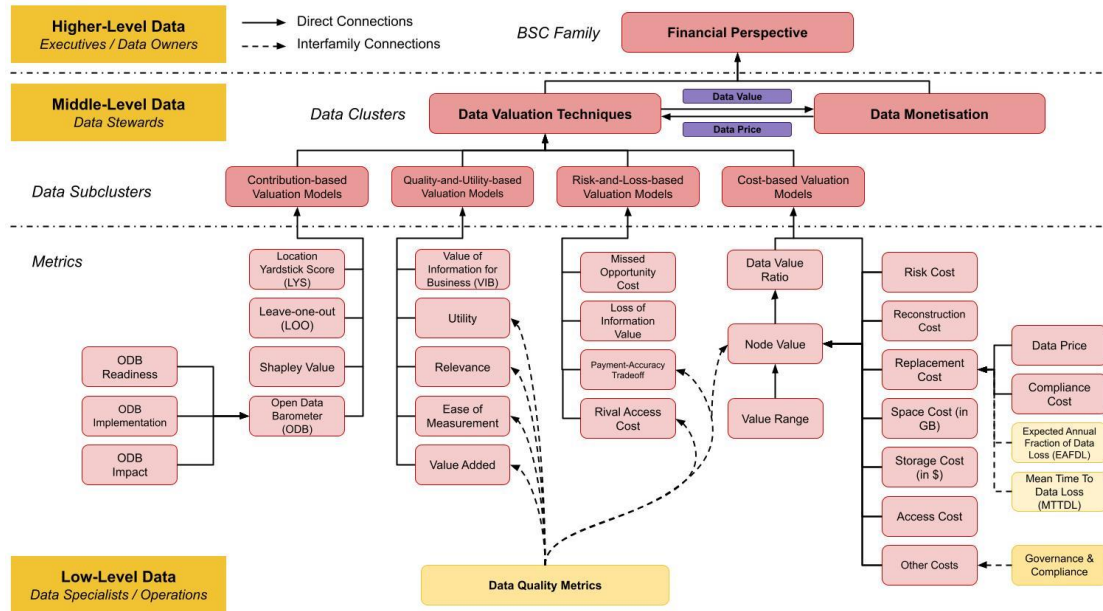 Higher-Level Data
Executives / Data Owners
Direct Connections
Interfamily Connections
BSC Family
Financial Perspective
Middle-Level Data
Data Stewards
Data Clusters
Data Valuation Techniques
Data Value
Data Price
Data Monetisation
Data Subclusters
Contribution-based
Valuation Models
Quality-and-Utility-based
Valuation Models
Risk-and-Loss-based
Valuation Models
Cost-based Valuation
Models
Metrics
Location
Yardstick Score
(LYS)
Leave-one-out
(LOO)
Shapley Value
Open Data
Barometer
(ODB)
ODB
Readiness
ODB
Implementation
ODB
Impact
Value of
Information for
Business (VIB)
Utility
Relevance
Ease of
Measurement
Value Added
Missed
Opportunity
Cost
Loss of
Information
Value
Payment-Accuracy
Tradeoff
Rival Access
Cost
Data Value
Ratio
Node Value
Value Range
Risk Cost
Reconstruction
Cost
Replacement
Cost
Space Cost (in
GB)
Storage Cost
(in $)
Access Cost
Other Costs
Data Price
Compliance
Cost
Expected Annual
Fraction of Data
Loss (EAFDL)
Mean Time To
Data Loss
(MTTDL)
Governance &
Compliance
Low-Level Data
Data Specialists / Operations
Data Quality Metrics